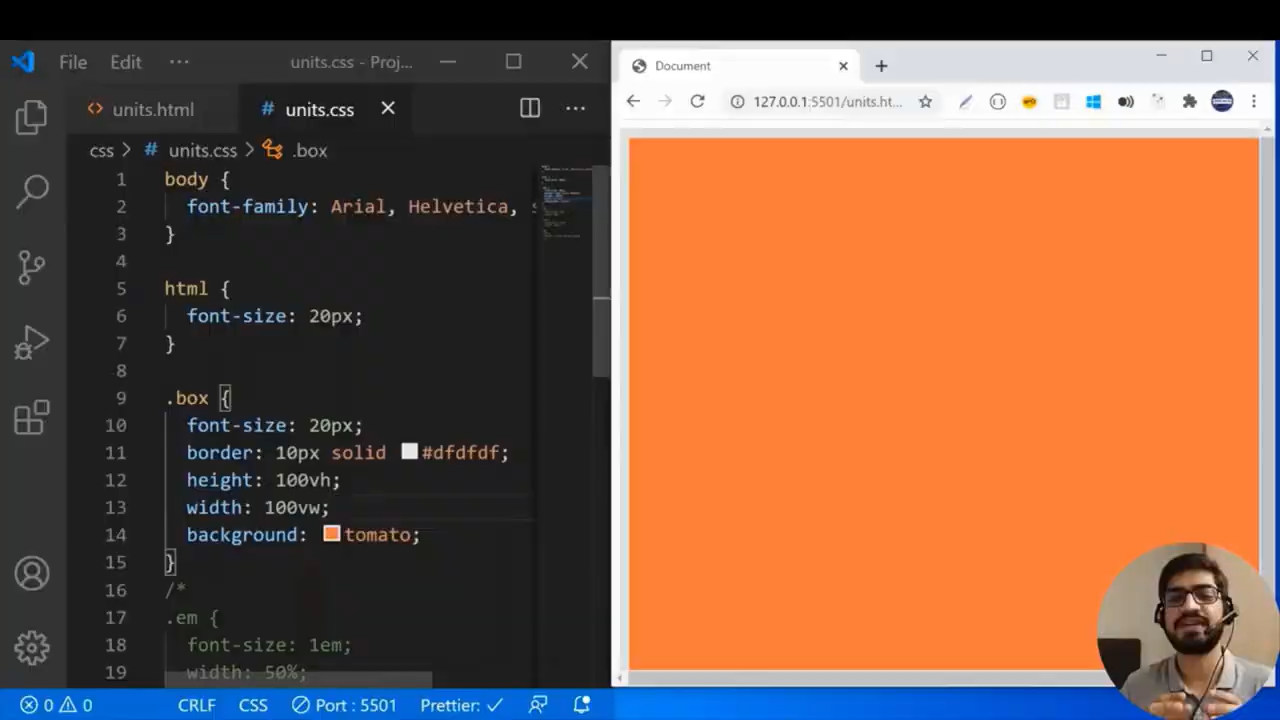 File Edit ··· units.css - Proj...
units.html
units.css
css > # units.css > .box
1 body {
2 font-family: Arial, Helvetica,
3 }
4
5 html {
6 font-size: 20px;
7 }
8
9 .box {
10 font-size: 20px;
11 border: 10px solid #dfdfdf;
12 height: 100vh;
13 width: 100vw;
14 background: tomato;
15 }
16 /*
17 .em {
18 font-size: 1em;
19 width: 50%;
0 0 CRLF CSS Port : 5501 Prettier: ✓
Document
127.0.0.1:5501/units.ht...